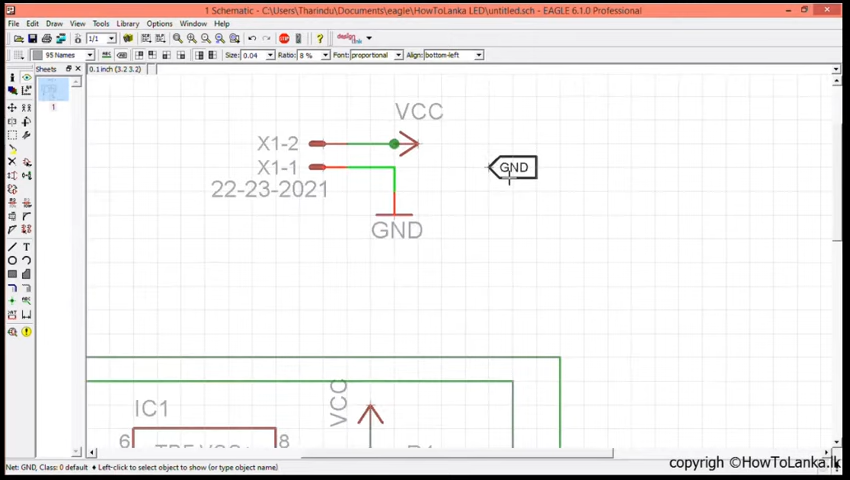 1 Schematic - C:\Users\Tharindu\Documents\eagle\HowToLanka LED\untitled.sch - EAGLE 6.1.0 Professional
File Edit Draw View Tools Library Options Window Help
1/1
design link
95 Names
Size: 0.04
Ratio: 8 %
Font: proportional
Align: bottom-left
Sheets
0.1 inch (3.2 3.2)
1
VCC
X1-2
X1-1
22-23-2021
GND
GND
VCC
IC1
6
8
Net: GND, Class: 0 default
Left-click to select object to show (or type object name)
copyrigh ©HowToLanka.lk